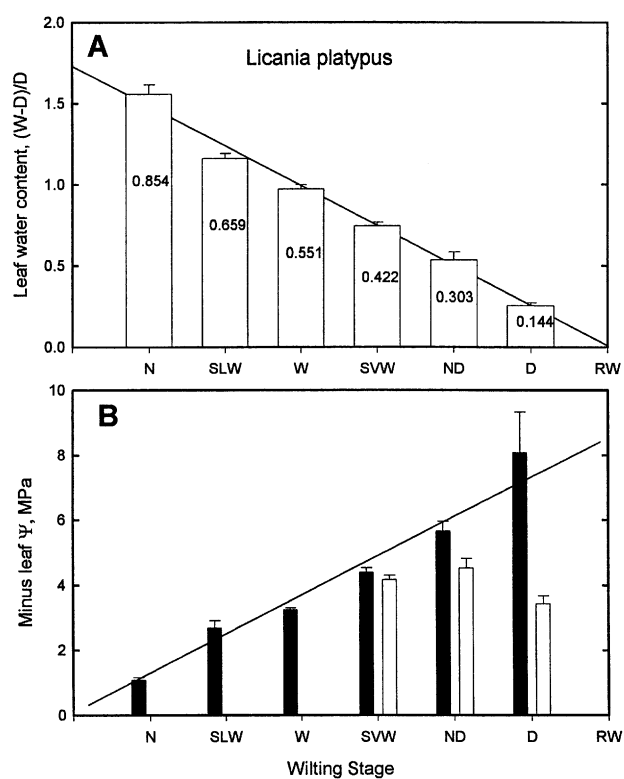 A
Licania platypus
Leaf water content, (W-D)/D
2.0
1.5
1.0
0.5
0.0
0.854
0.659
0.551
0.422
0.303
0.144
N SLW W SVW ND D RW
B
Minus leaf Ψ, MPa
10
8
6
4
2
0
N SLW W SVW ND D RW
Wilting Stage